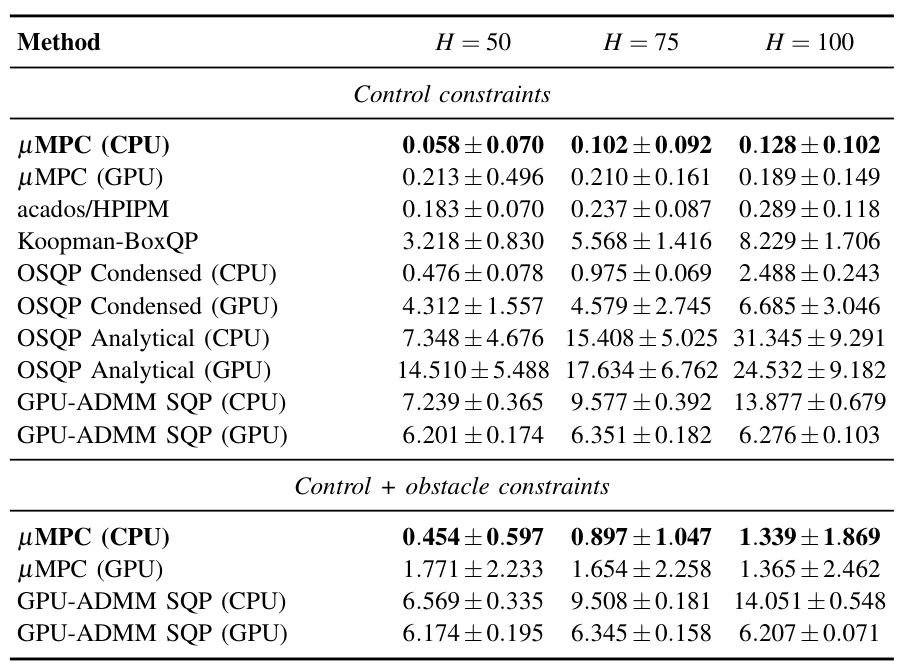 Method H = 50 H = 75 H = 100
Control constraints
μMPC (CPU) 0.058 ± 0.070 0.102 ± 0.092 0.128 ± 0.102
μMPC (GPU) 0.213 ± 0.496 0.210 ± 0.161 0.189 ± 0.149
acados/HPIPM 0.183 ± 0.070 0.237 ± 0.087 0.289 ± 0.118
Koopman-BoxQP 3.218 ± 0.830 5.568 ± 1.416 8.229 ± 1.706
OSQP Condensed (CPU) 0.476 ± 0.078 0.975 ± 0.069 2.488 ± 0.243
OSQP Condensed (GPU) 4.312 ± 1.557 4.579 ± 2.745 6.685 ± 3.046
OSQP Analytical (CPU) 7.348 ± 4.676 15.408 ± 5.025 31.345 ± 9.291
OSQP Analytical (GPU) 14.510 ± 5.488 17.634 ± 6.762 24.532 ± 9.182
GPU-ADMM SQP (CPU) 7.239 ± 0.365 9.577 ± 0.392 13.877 ± 0.679
GPU-ADMM SQP (GPU) 6.201 ± 0.174 6.351 ± 0.182 6.276 ± 0.103
Control + obstacle constraints
μMPC (CPU) 0.454 ± 0.597 0.897 ± 1.047 1.339 ± 1.869
μMPC (GPU) 1.771 ± 2.233 1.654 ± 2.258 1.365 ± 2.462
GPU-ADMM SQP (CPU) 6.569 ± 0.335 9.508 ± 0.181 14.051 ± 0.548
GPU-ADMM SQP (GPU) 6.174 ± 0.195 6.345 ± 0.158 6.207 ± 0.071